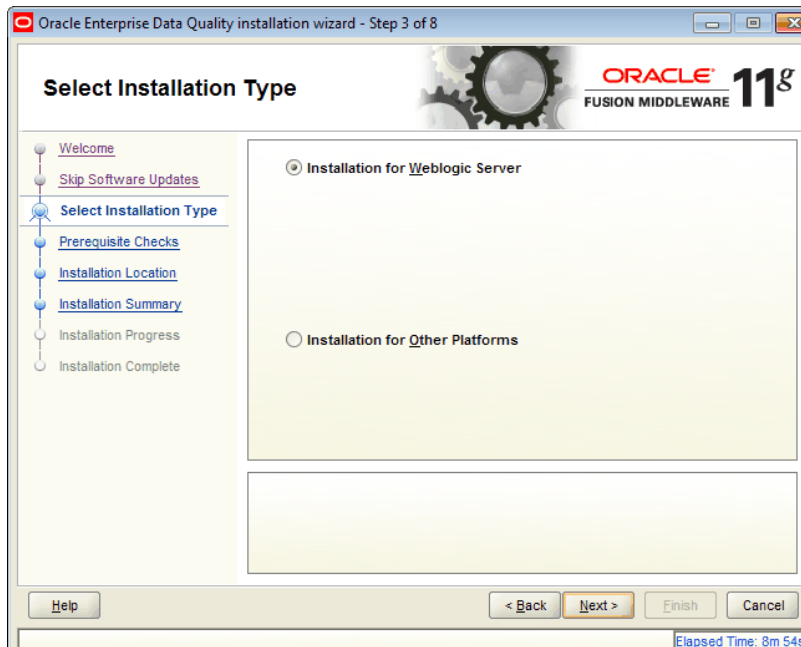 Oracle Enterprise Data Quality installation wizard - Step 3 of 8
Select Installation Type
ORACLE
FUSION MIDDLEWARE 11g
Welcome
Skip Software Updates
Select Installation Type
Prerequisite Checks
Installation Location
Installation Summary
Installation Progress
Installation Complete
Installation for Weblogic Server
Installation for Other Platforms
Help
< Back
Next >
Finish
Cancel
Elapsed Time: 8m 54s